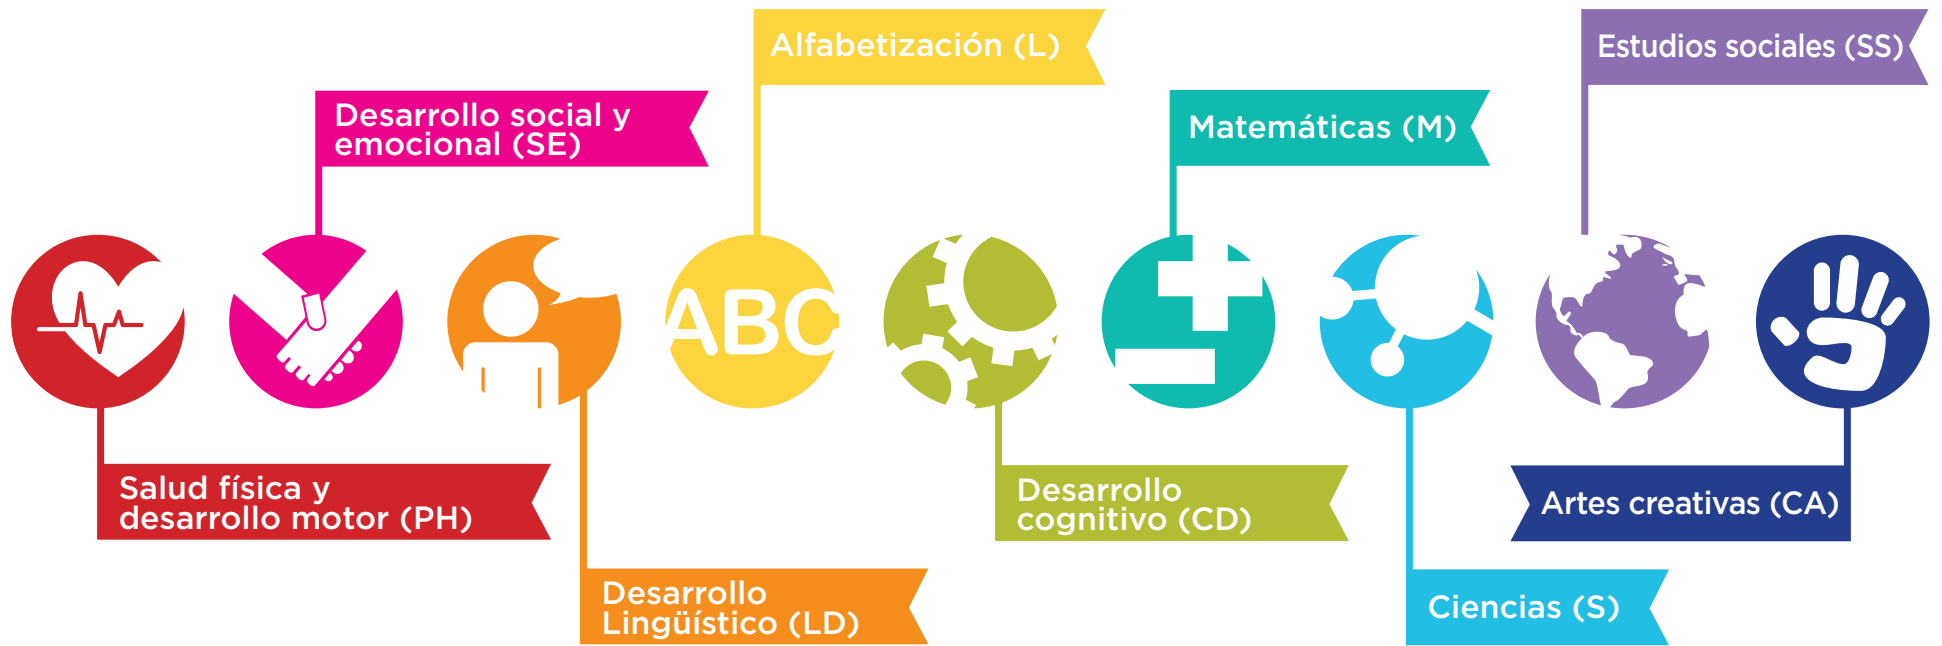 Alfabetización (L)
Estudios sociales (SS)
Desarrollo social y
emocional (SE)
Matemáticas (M)
ABC
Salud física y
desarrollo motor (PH)
Desarrollo
cognitivo (CD)
Artes creativas (CA)
Desarrollo
Lingüístico (LD)
Ciencias (S)